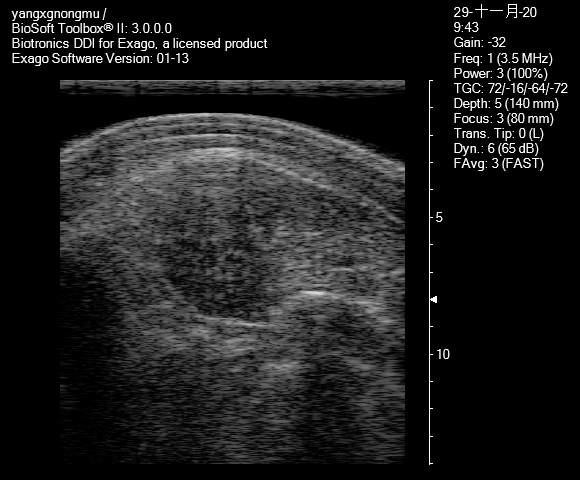 yangxgnongmu /
BioSoft Toolbox® II: 3.0.0.0
Biotronics DDI for Exago, a licensed product
Exago Software Version: 01-13
29-十一月-20
9:43
Gain: -32
Freq: 1 (3.5 MHz)
Power: 3 (100%)
TGC: 72/-16/-64/-72
Depth: 5 (140 mm)
Focus: 3 (80 mm)
Trans. Tip: 0 (L)
Dyn.: 6 (65 dB)
FAvg: 3 (FAST)
5
10